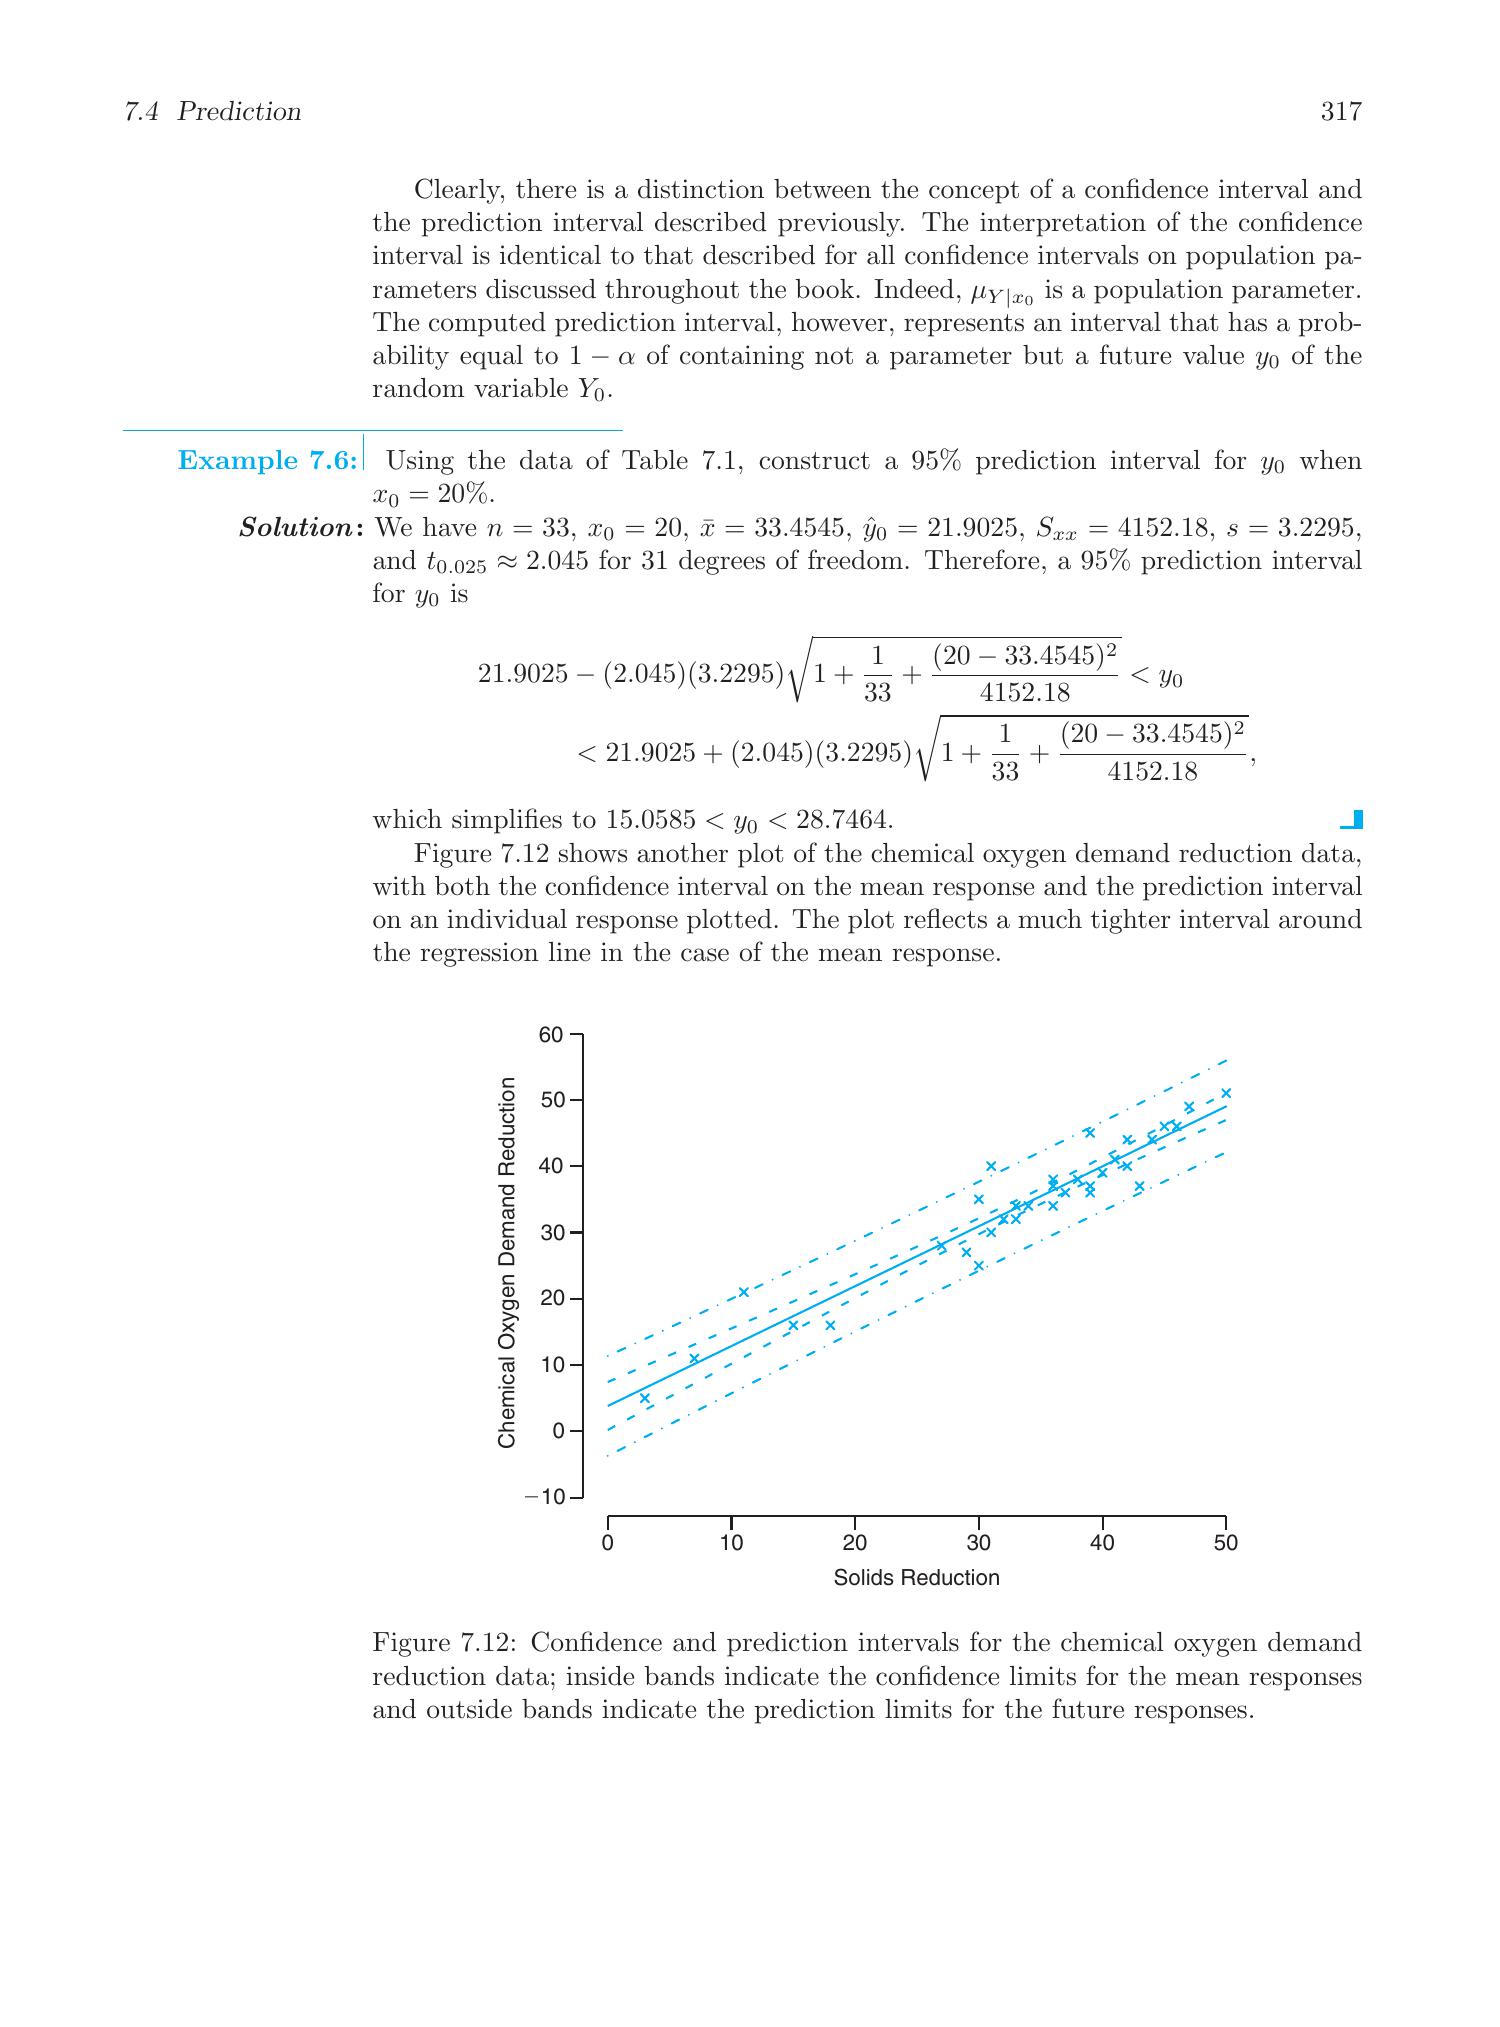 7.4 Prediction 317
Clearly, there is a distinction between the concept of a confidence interval and
the prediction interval described previously. The interpretation of the confidence
interval is identical to that described for all confidence intervals on population pa-
rameters discussed throughout the book. Indeed, μ_{Y|x_0} is a population parameter.
The computed prediction interval, however, represents an interval that has a prob-
ability equal to 1 − α of containing not a parameter but a future value y_0 of the
random variable Y_0.
Example 7.6: Using the data of Table 7.1, construct a 95% prediction interval for y_0 when
x_0 = 20%.
Solution: We have n = 33, x_0 = 20, x̄ = 33.4545, ŷ_0 = 21.9025, S_{xx} = 4152.18, s = 3.2295,
and t_{0.025} ≈ 2.045 for 31 degrees of freedom. Therefore, a 95% prediction interval
for y_0 is
21.9025 − (2.045)(3.2295)√(1 + 1/33 + (20 − 33.4545)²/4152.18) < y_0
< 21.9025 + (2.045)(3.2295)√(1 + 1/33 + (20 − 33.4545)²/4152.18),
which simplifies to 15.0585 < y_0 < 28.7464.
Figure 7.12 shows another plot of the chemical oxygen demand reduction data,
with both the confidence interval on the mean response and the prediction interval
on an individual response plotted. The plot reflects a much tighter interval around
the regression line in the case of the mean response.
Chemical Oxygen Demand Reduction
60
50
40
30
20
10
0
−10
0 10 20 30 40 50
Solids Reduction
Figure 7.12: Confidence and prediction intervals for the chemical oxygen demand
reduction data; inside bands indicate the confidence limits for the mean responses
and outside bands indicate the prediction limits for the future responses.